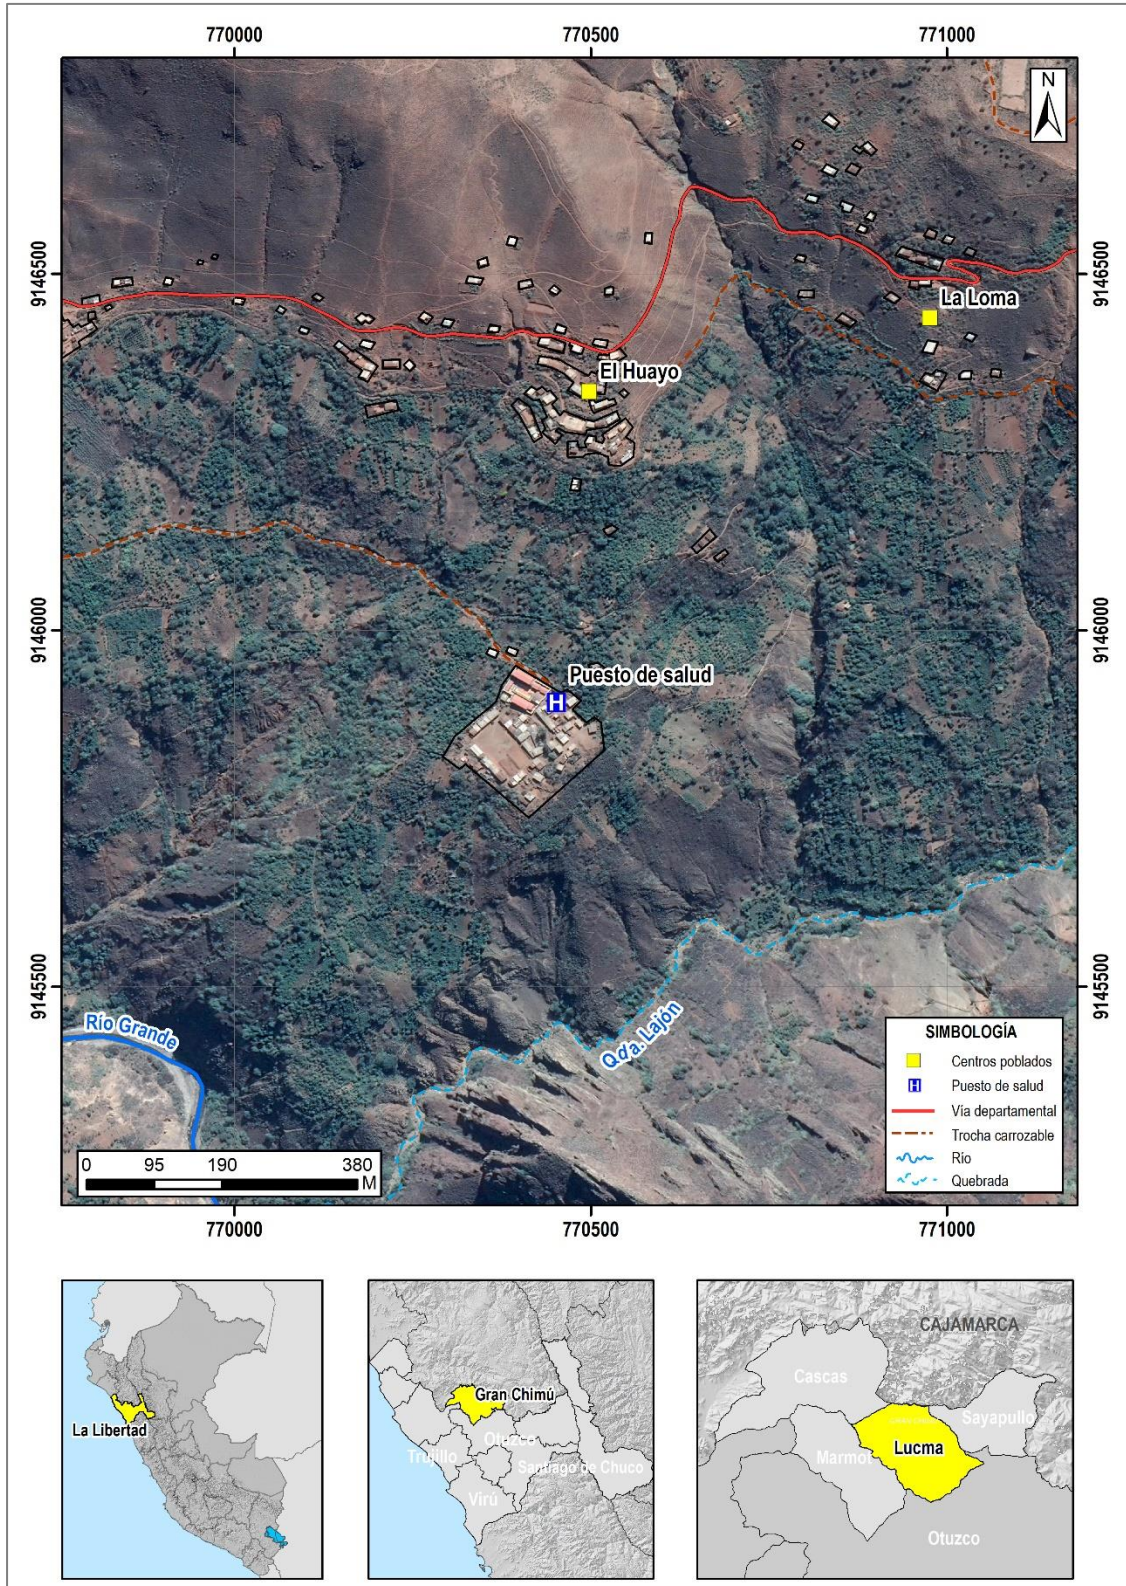 770000
770500
771000
N
9146500
9146500
La Loma
El Huayo
9146000
9146000
Puesto de salud
H
9145500
9145500
Río Grande
Qd'a. Lajón
SIMBOLOGÍA
Centros poblados
H Puesto de salud
Vía departamental
Trocha carrozable
Río
Quebrada
0 95 190 380
M
770000
770500
771000
La Libertad
Gran Chimú
Otuzco
Trujillo
Santiago de Chuco
Virú
CAJAMARCA
Cascas
Sayapullo
Lucma
Marmot
Otuzco